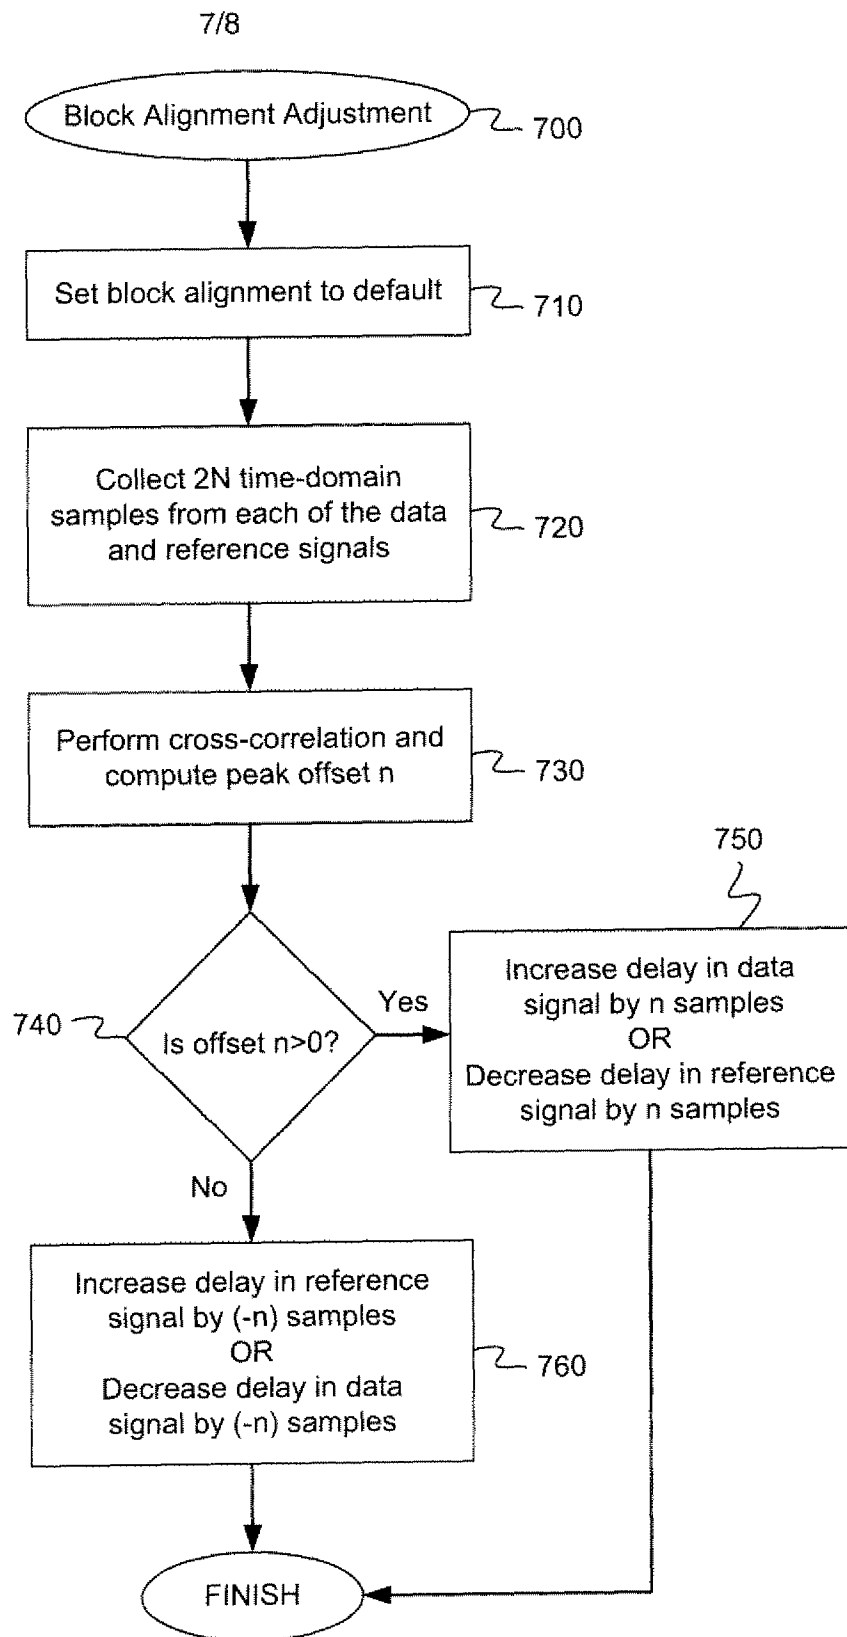 7/8
Block Alignment Adjustment
700
Set block alignment to default
710
Collect 2N time-domain
samples from each of the data
and reference signals
720
Perform cross-correlation and
compute peak offset n
730
750
Increase delay in data
signal by n samples
OR
Decrease delay in reference
signal by n samples
740
Is offset n>0?
Yes
No
Increase delay in reference
signal by (-n) samples
OR
Decrease delay in data
signal by (-n) samples
760
FINISH